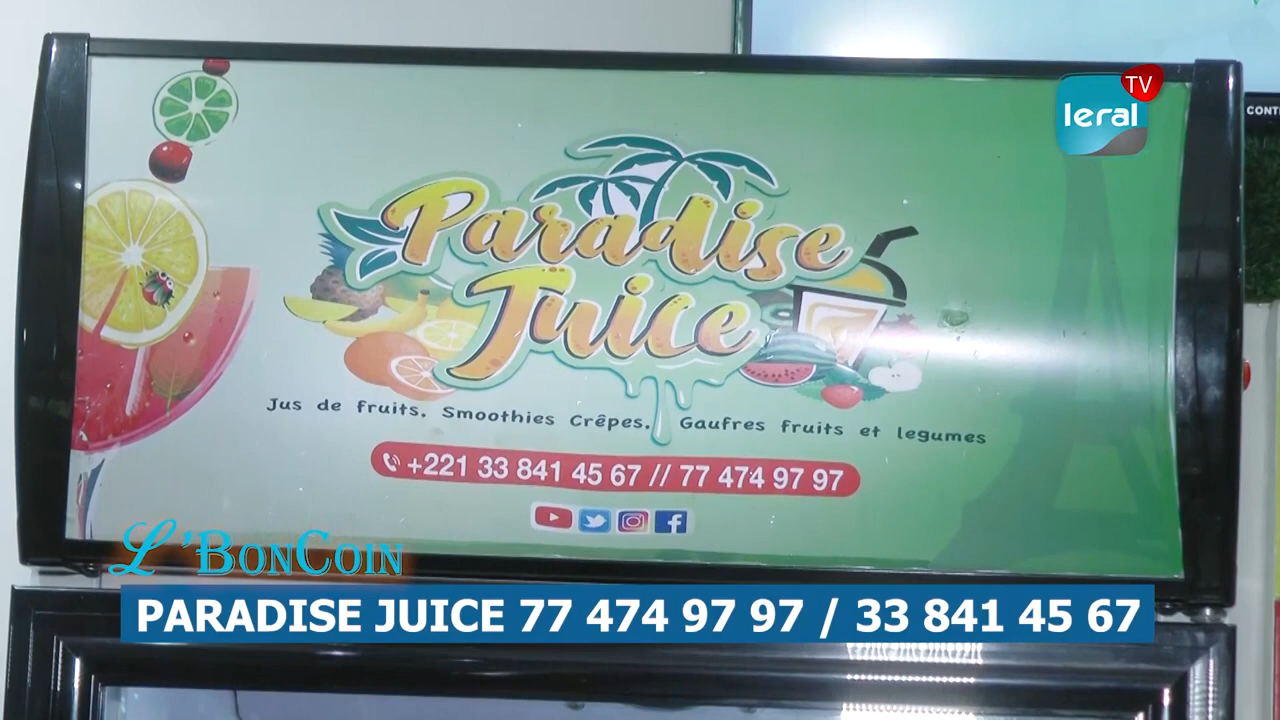 TV
leral
CONT
Paradise
Juice
Jus de fruits. Smoothies Crêpes. Gaufres fruits et legumes
+221 33 841 45 67 // 77 474 97 97
L'BONCOIN
PARADISE JUICE 77 474 97 97 / 33 841 45 67